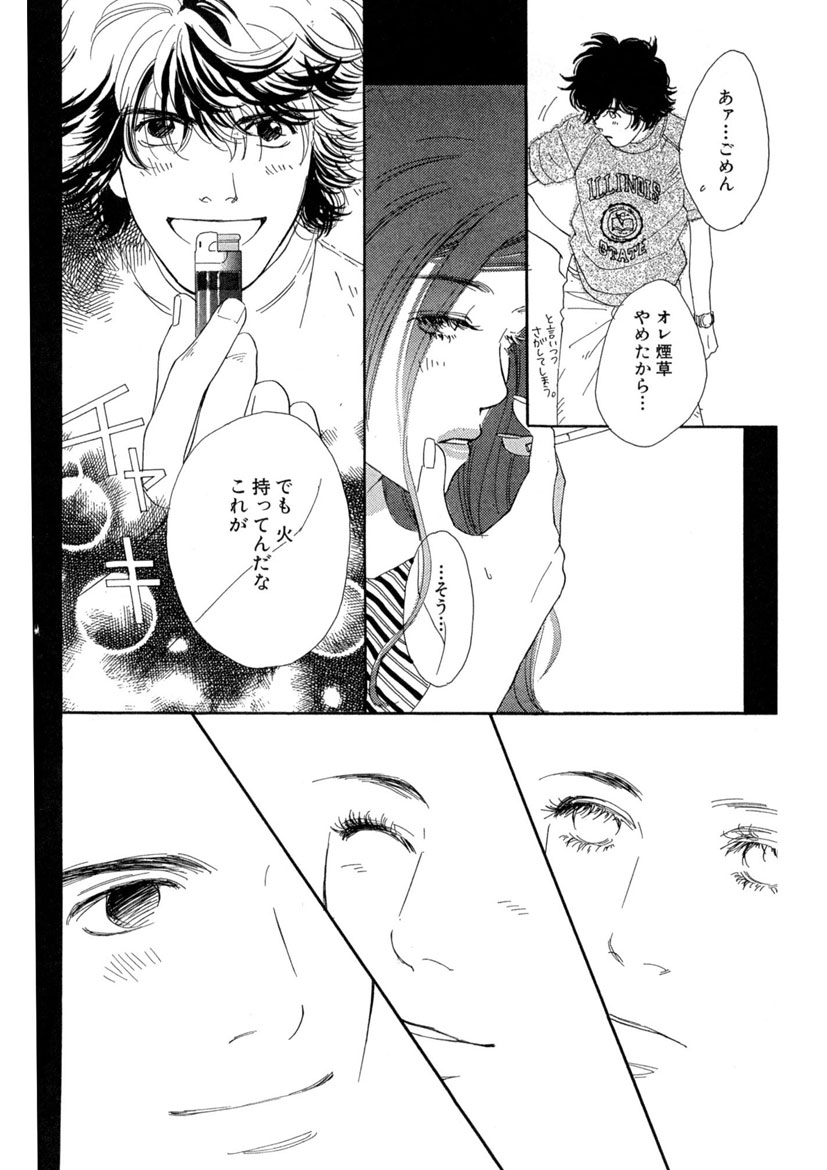 あァ…ごめん
ILLINOIS
STATE
オレ煙草
やめたから…
と言いつつ
さがしてしまう。
…そう…
でも 火
持ってんだな
これが
チャキ